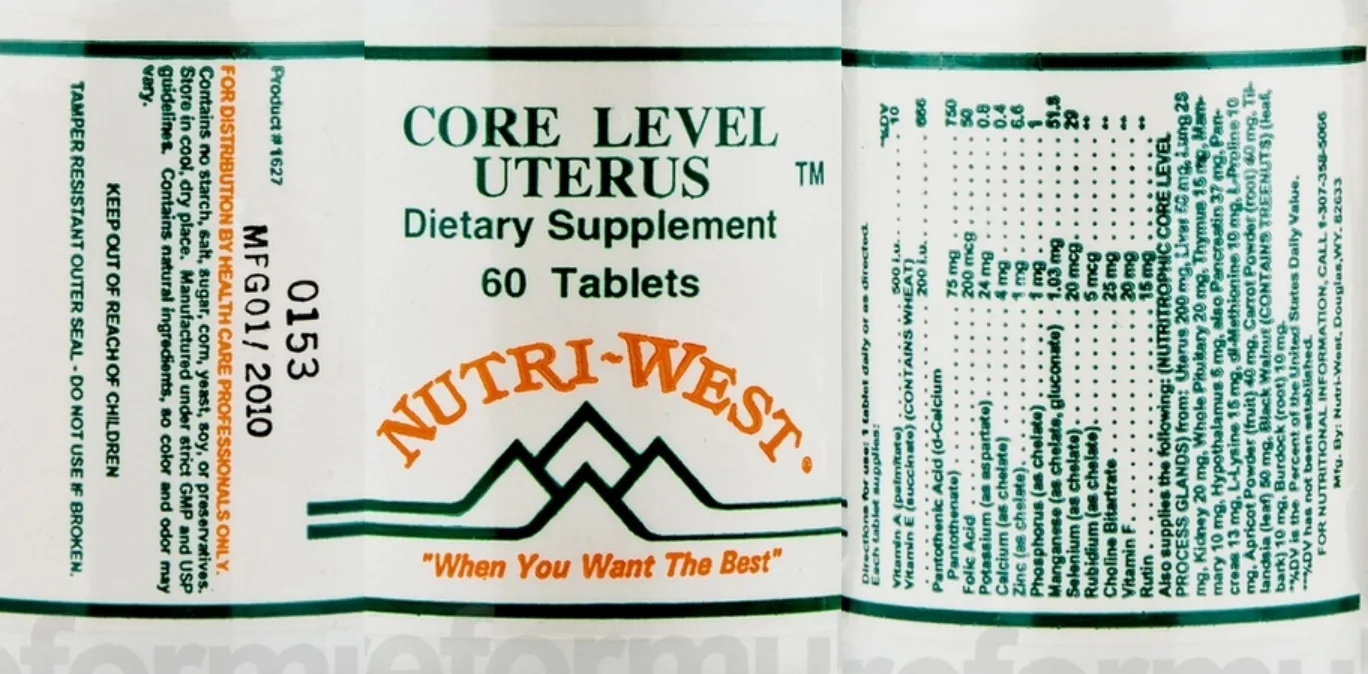 Product #1627
0153
MFG01/2010
FOR DISTRIBUTION BY HEALTH CARE PROFESSIONALS ONLY.
Contains no starch, salt, sugar, corn, yeast, soy, or preservatives.
Store in cool, dry place. Manufactured under strict GMP and USP
guidelines. Contains natural ingredients, so color and odor may
vary.
KEEP OUT OF REACH OF CHILDREN
TAMPER RESISTANT OUTER SEAL - DO NOT USE IF BROKEN.
CORE LEVEL
UTERUS ™
Dietary Supplement
60 Tablets
NUTRI~WEST.
"When You Want The Best"
Directions for use: 1 tablet daily or as directed.
Each tablet supplies: %DV
Vitamin A (palmitate) 500 i.u. 10
Vitamin E (succinate) (CONTAINS WHEAT)
200 i.u. 666
Pantothenic Acid (d-Calcium
Pantothenate) 75 mg 750
Folic Acid 200 mcg 50
Potassium (as aspartate) 24 mg 0.8
Calcium (as chelate) 4 mg 0.4
Zinc (as chelate) 1 mg 6.6
Phosphorus (as chelate) 1 mg 1
Manganese (as chelate, gluconate) 1.03 mg 51.5
Selenium (as chelate) 20 mcg 29
Rubidium (as chelate) 5 mcg **
Choline Bitartrate 25 mg **
Vitamin F 20 mg **
Rutin 15 mg **
Also supplies the following: (NUTRITROPHIC CORE LEVEL
PROCESS GLANDS) from: Uterus 200 mg, Liver 50 mg, Lung 25
mg, Kidney 20 mg, Whole Pituitary 20 mg, Thymus 15 mg, Mam-
mary 10 mg, Hypothalamus 5 mg, also Pancreatin 37 mg, Pan-
creas 13 mg, L-Lysine 15 mg, dl-Methionine 10 mg, L-Proline 10
mg, Apricot Powder (fruit) 40 mg, Carrot Powder (root) 60 mg, Til-
landsia (leaf) 50 mg, Black Walnut (CONTAINS TREENUTS) (leaf,
bark) 10 mg, Burdock (root) 10 mg.
*%DV is the Percent of the United States Daily Value.
**%DV has not been established.
FOR NUTRITIONAL INFORMATION, CALL 1-307-358-5066
Mfg. By: Nutri-West, Douglas, WY. 82633